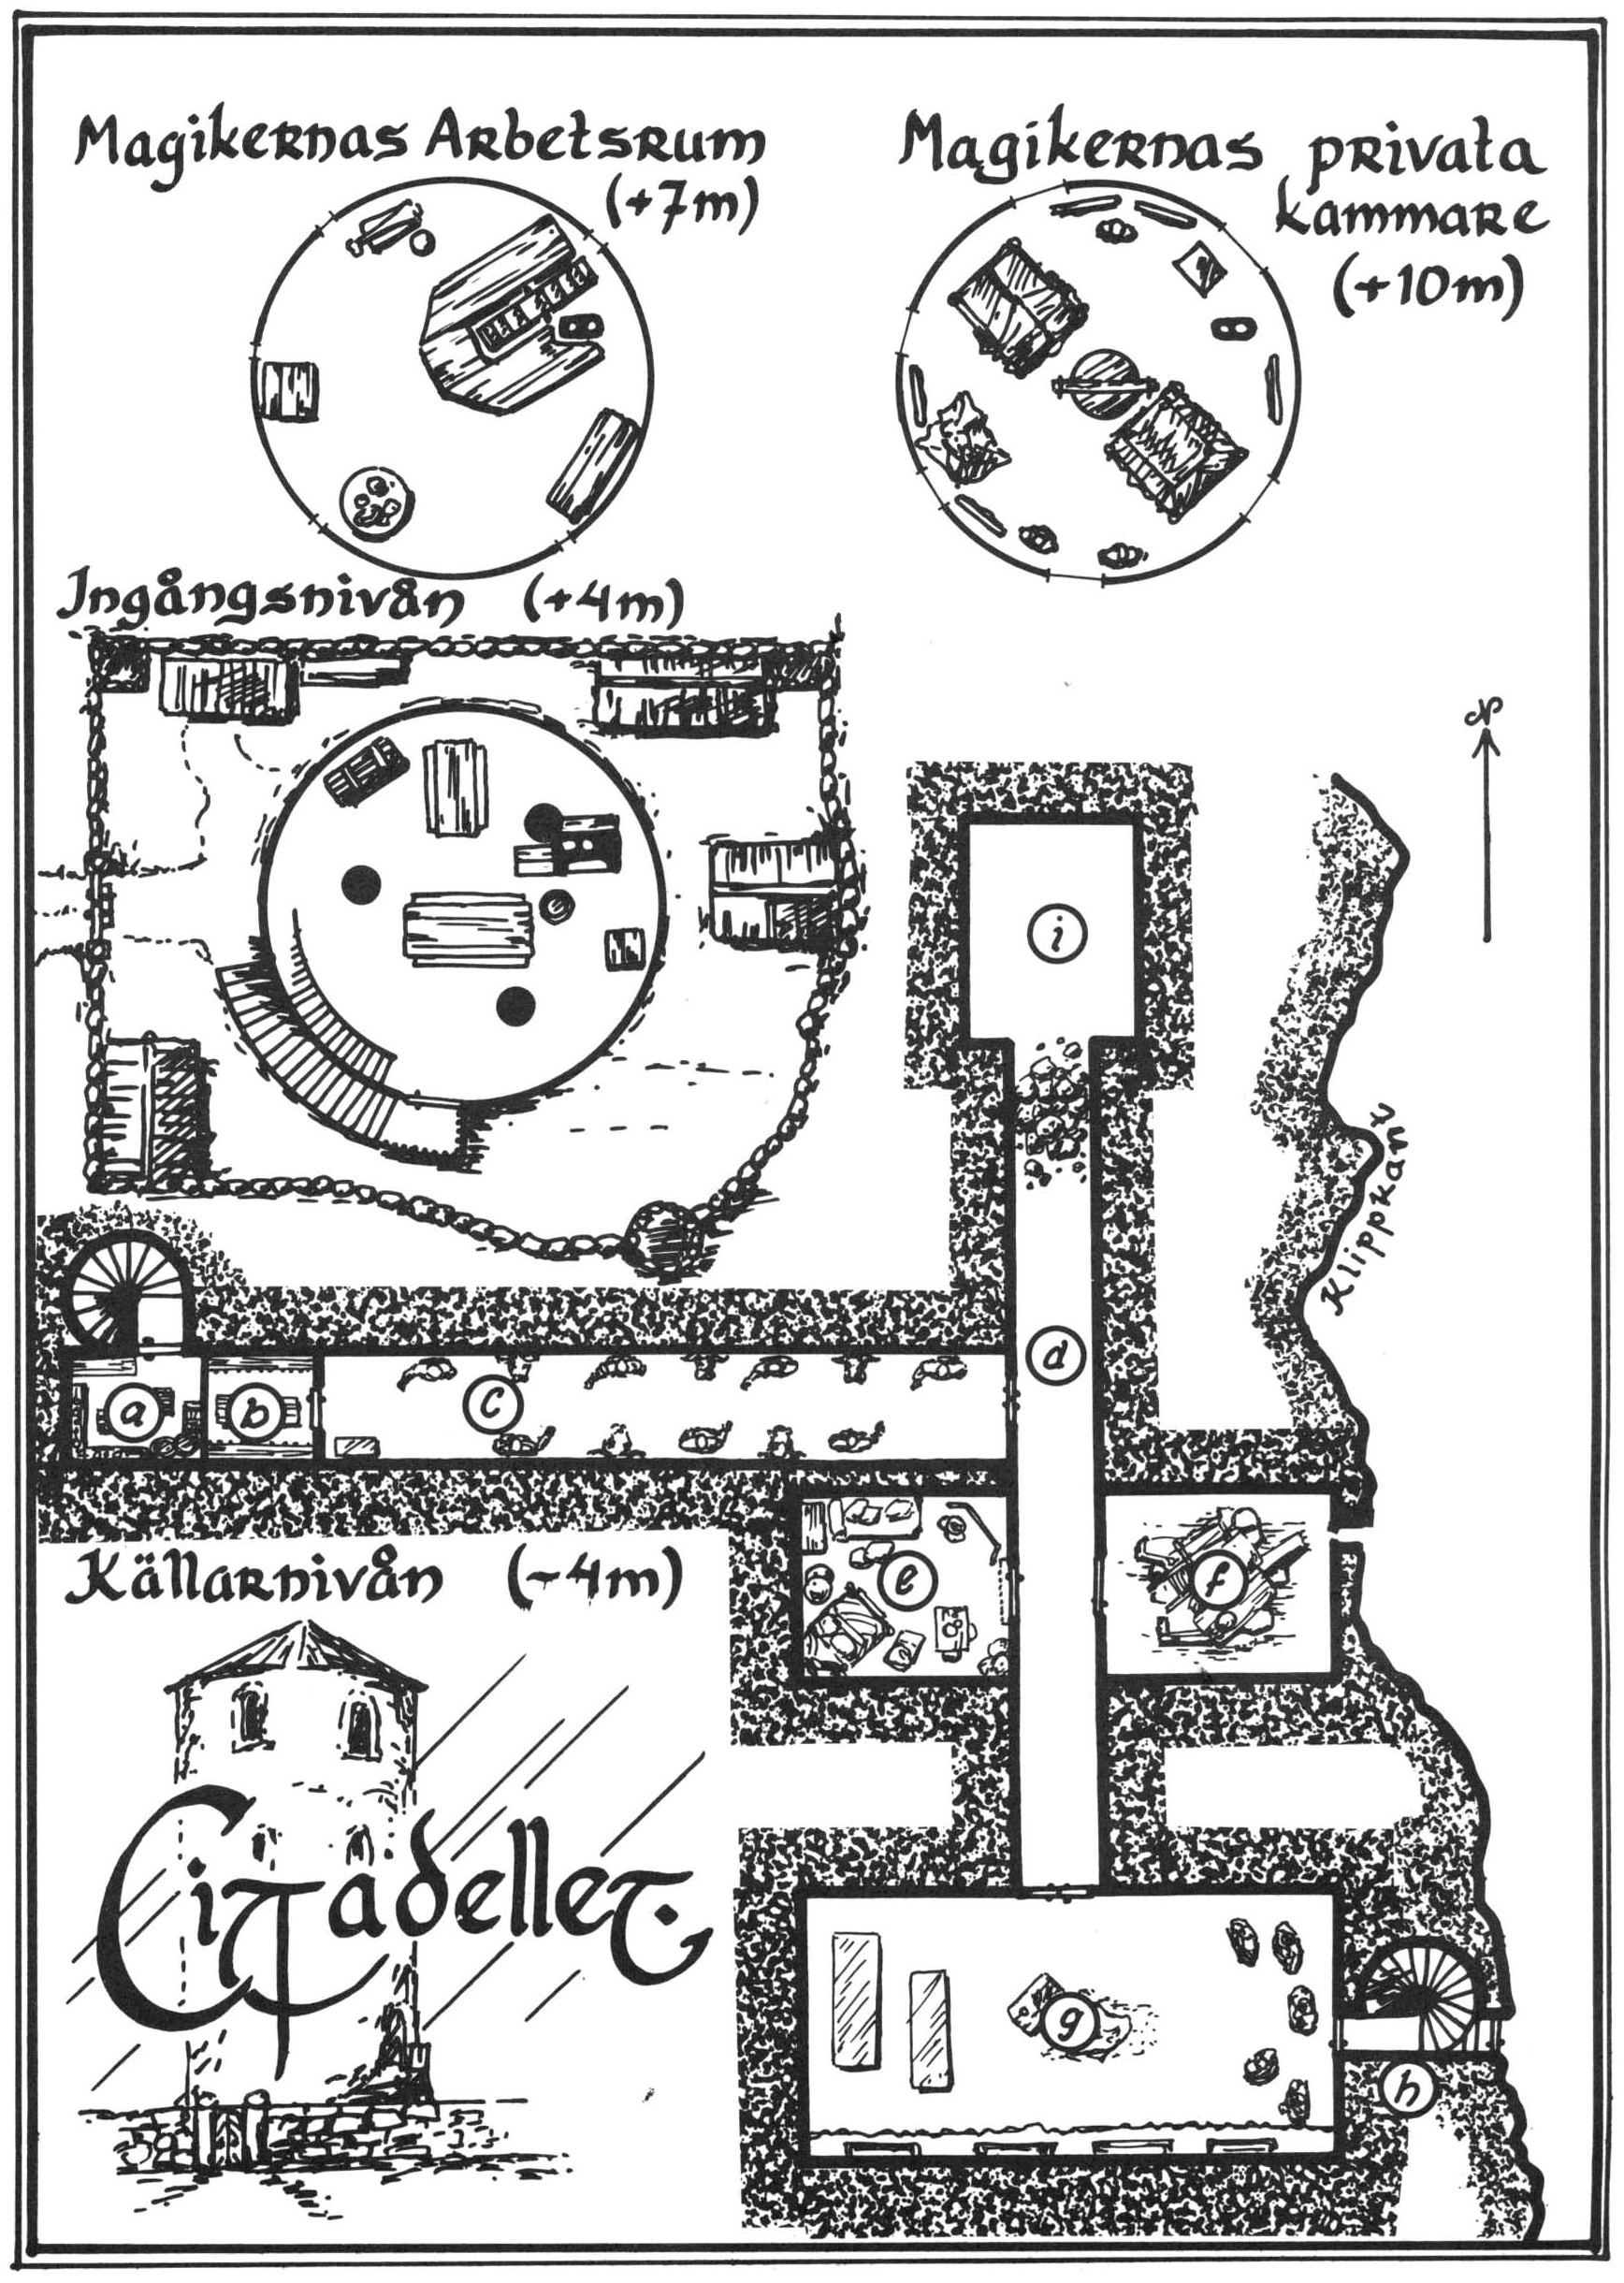 Magikernas Arbetsrum
(+7m)
Magikernas privata
kammare
(+10m)
Ingångsnivån (+4m)
N
i
Klippkant
d
a
b
c
Källarnivån (-4m)
e
f
Citadellet.
g
h